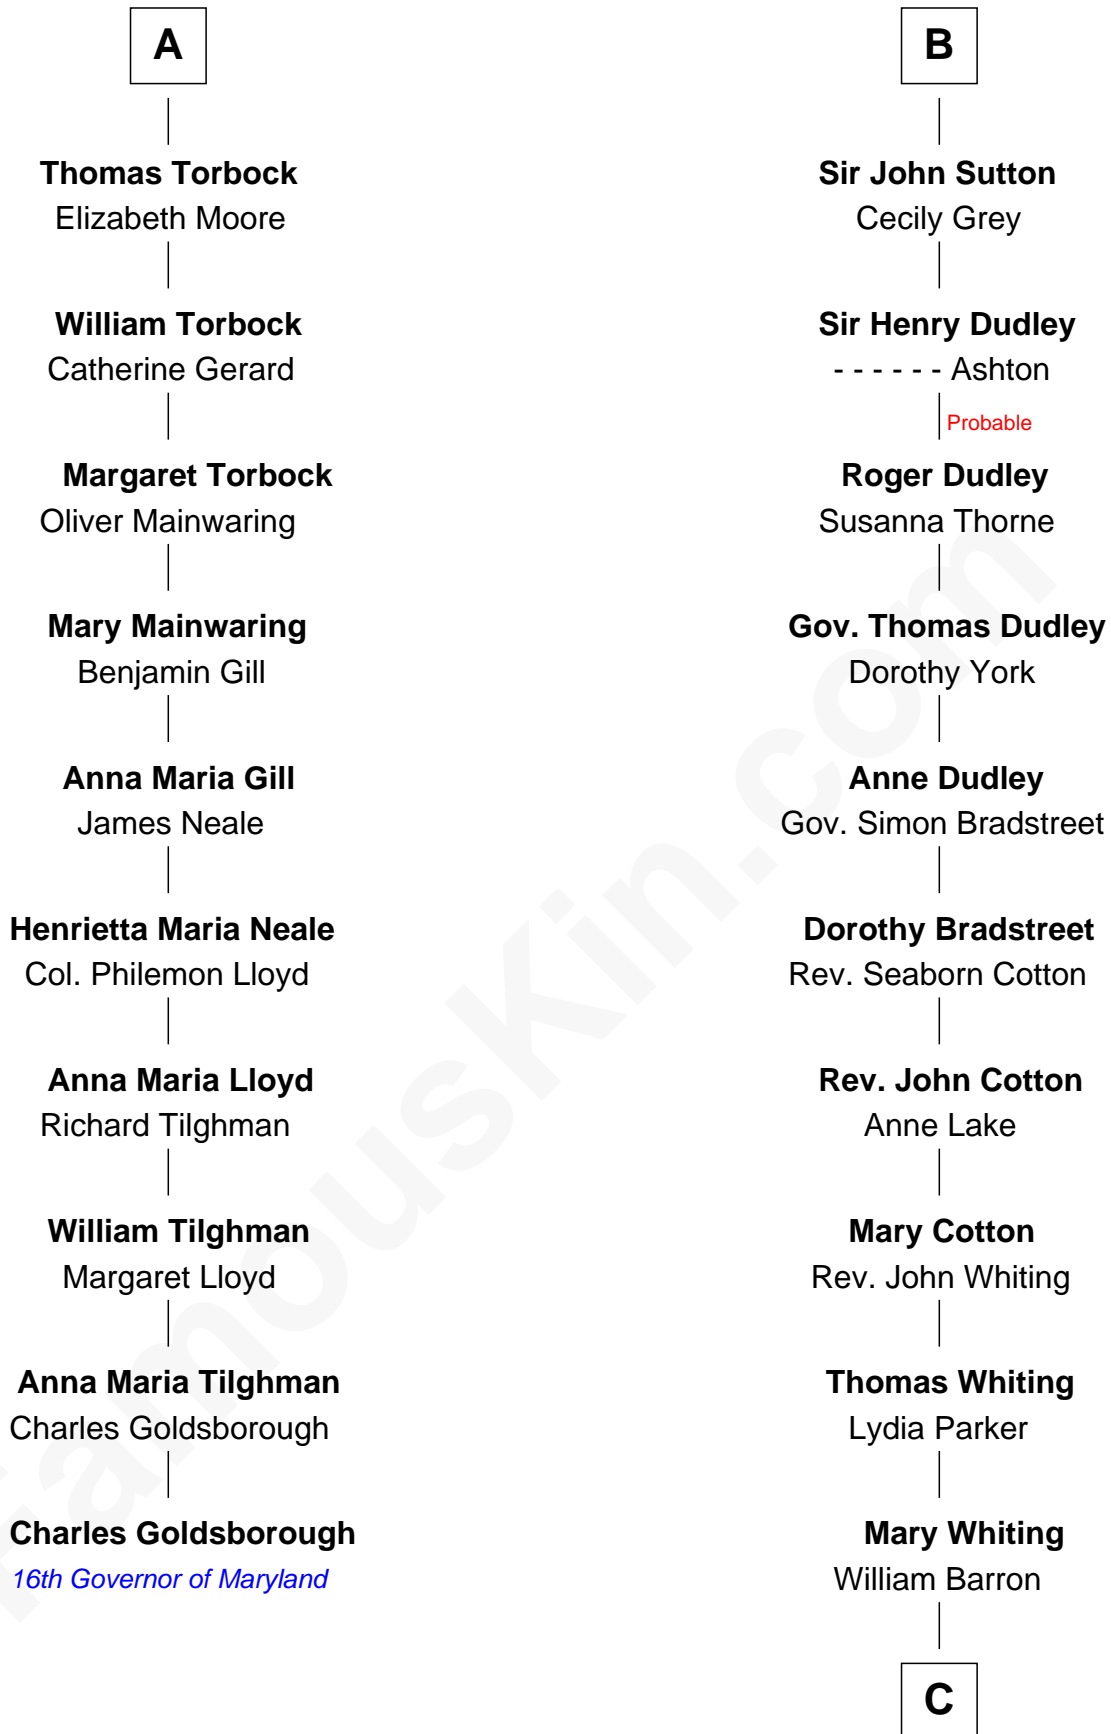 A
Thomas Torbock
Elizabeth Moore
William Torbock
Catherine Gerard
Margaret Torbock
Oliver Mainwaring
Mary Mainwaring
Benjamin Gill
Anna Maria Gill
James Neale
Henrietta Maria Neale
Col. Philemon Lloyd
Anna Maria Lloyd
Richard Tilghman
William Tilghman
Margaret Lloyd
Anna Maria Tilghman
Charles Goldsborough
Charles Goldsborough
16th Governor of Maryland
B
Sir John Sutton
Cecily Grey
Sir Henry Dudley
- - - - - - Ashton
Probable
Roger Dudley
Susanna Thorne
Gov. Thomas Dudley
Dorothy York
Anne Dudley
Gov. Simon Bradstreet
Dorothy Bradstreet
Rev. Seaborn Cotton
Rev. John Cotton
Anne Lake
Mary Cotton
Rev. John Whiting
Thomas Whiting
Lydia Parker
Mary Whiting
William Barron
C
FamousKin.com